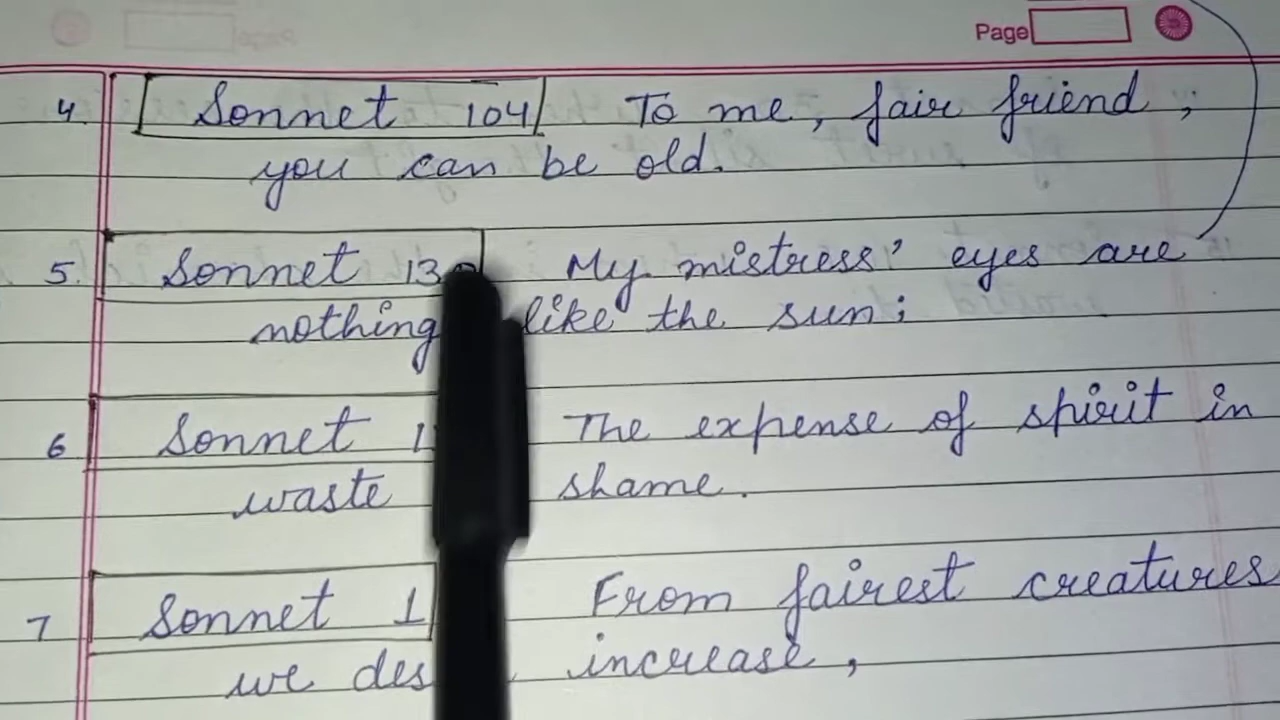 Page
4. Sonnet 104 To me, fair friend,
you can be old.
5. Sonnet 13 My mistress' eyes are
nothing like the sun;
6 Sonnet The expense of spirit in
waste shame.
7 Sonnet 1 From fairest creatures
we increase,